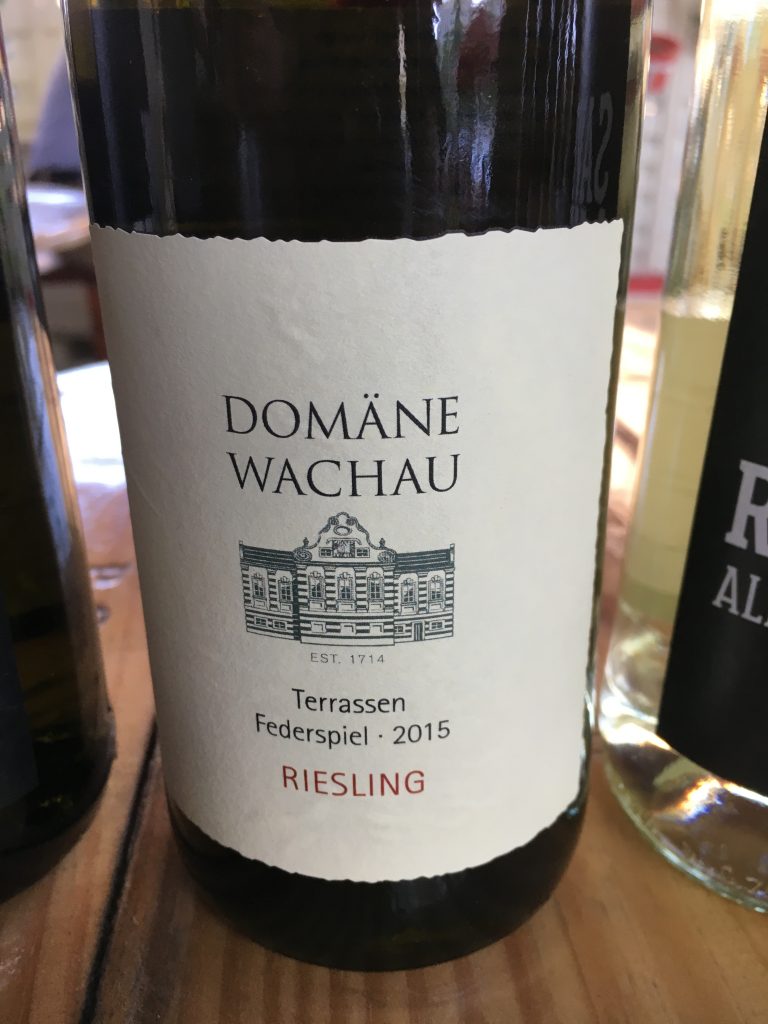 DOMÄNE
WACHAU
EST. 1714
Terrassen
Federspiel · 2015
RIESLING